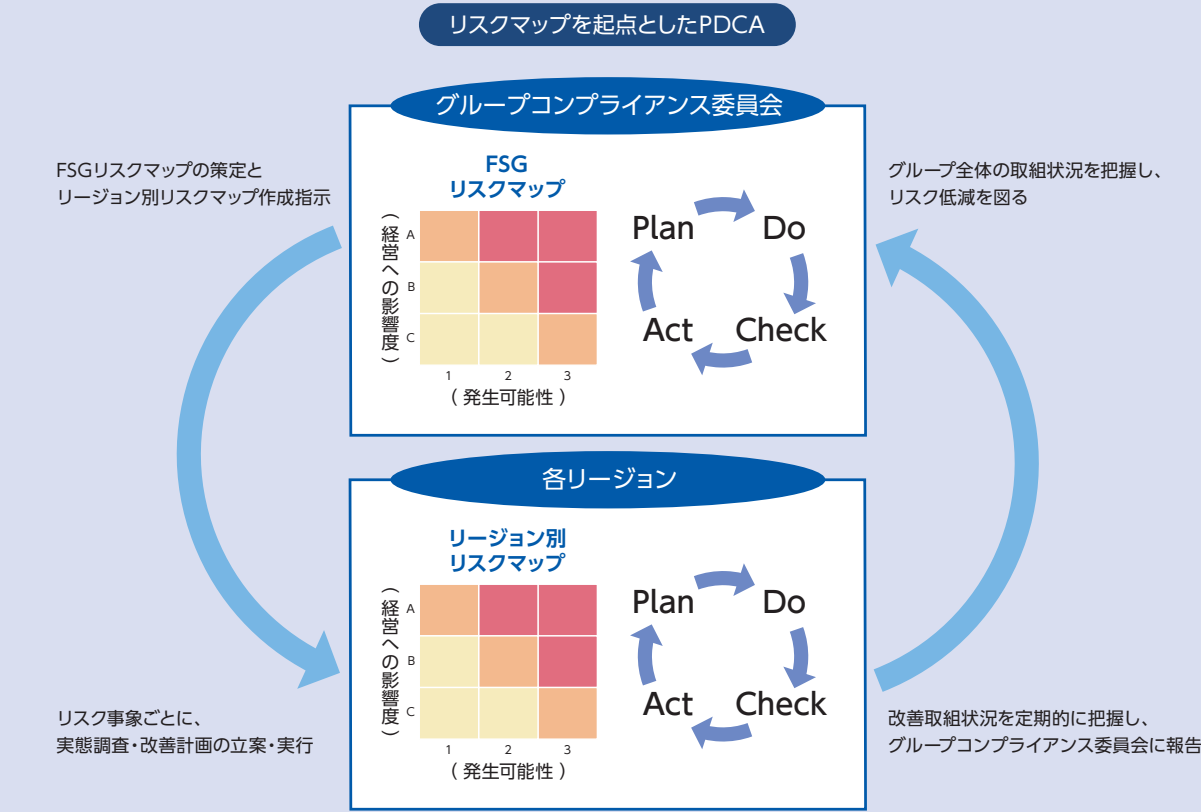 リスクマップを起点としたPDCA
グループコンプライアンス委員会
FSGリスクマップの策定と
リージョン別リスクマップ作成指示
グループ全体の取組状況を把握し、
リスク低減を図る
FSG
リスクマップ
（経営への影響度）
A
B
C
1 2 3
（ 発生可能性 ）
Plan
Do
Act
Check
各リージョン
リージョン別
リスクマップ
（経営への影響度）
A
B
C
1 2 3
（ 発生可能性 ）
Plan
Do
Act
Check
リスク事象ごとに、
実態調査・改善計画の立案・実行
改善取組状況を定期的に把握し、
グループコンプライアンス委員会に報告